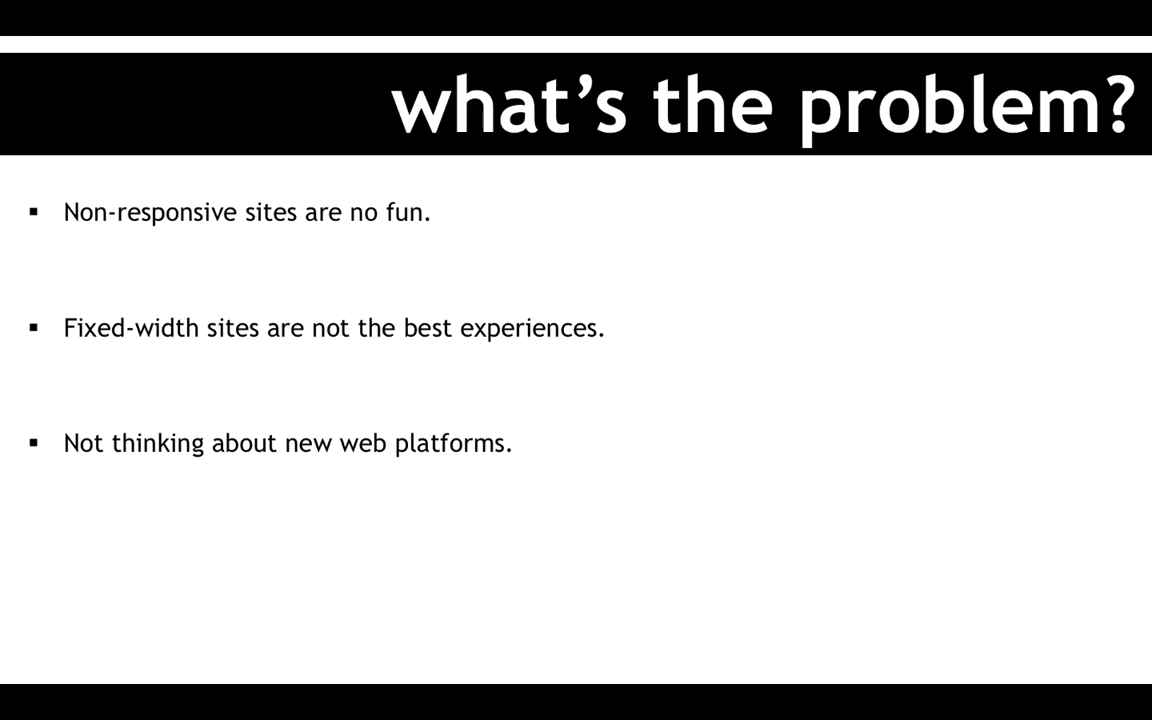 what’s the problem?
▪ Non-responsive sites are no fun.
▪ Fixed-width sites are not the best experiences.
▪ Not thinking about new web platforms.